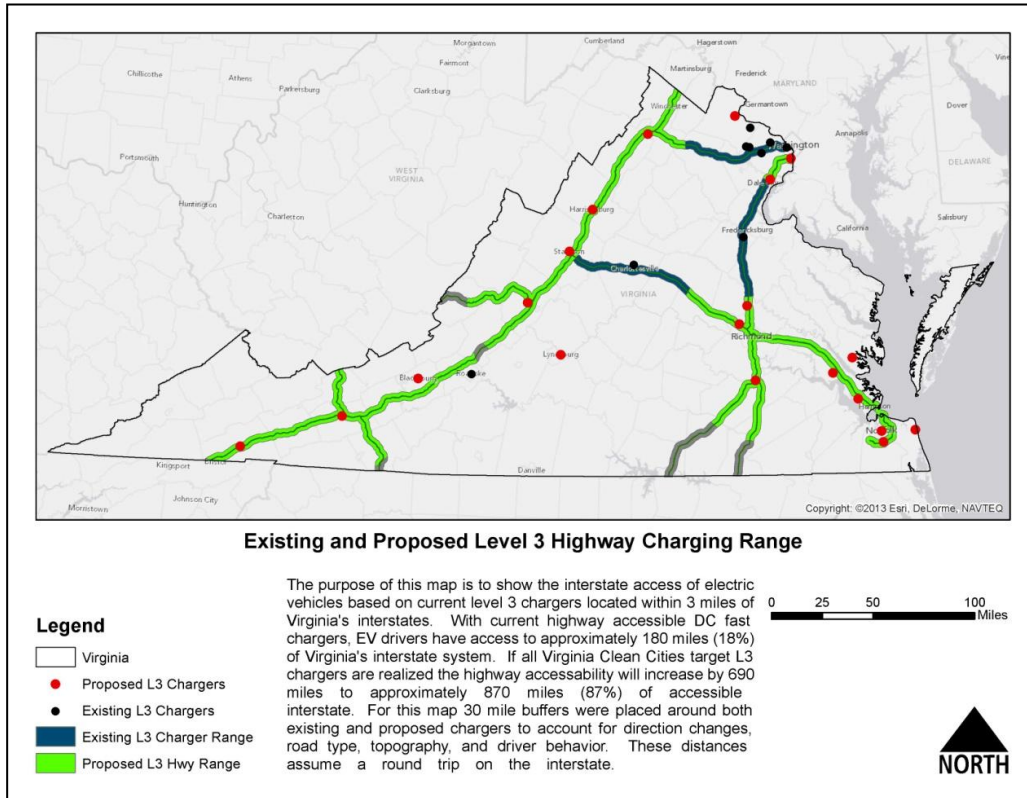 Cumberland
Hagerstown
Morgantown
Martinsburg
Frederick
Fairmont
MARYLAND
Chillicothe
Athens
Clarksburg
Parkersburg
Germantown
Dover
Annapolis
Portsmouth
WEST
VIRGINIA
DELAWARE
Huntington
Charleston
California
Salisbury
Fredericksburg
Charlottesville
VIRGINIA
Richmond
Roanoke
Kingsport
Danville
Johnson City
Morristown
Copyright: ©2013 Esri, DeLorme, NAVTEQ
Existing and Proposed Level 3 Highway Charging Range
The purpose of this map is to show the interstate access of electric
vehicles based on current level 3 chargers located within 3 miles of
Virginia's interstates. With current highway accessible DC fast
chargers, EV drivers have access to approximately 180 miles (18%)
of Virginia's interstate system. If all Virginia Clean Cities target L3
chargers are realized the highway accessability will increase by 690
miles to approximately 870 miles (87%) of accessible
interstate. For this map 30 mile buffers were placed around both
existing and proposed chargers to account for direction changes,
road type, topography, and driver behavior. These distances
assume a round trip on the interstate.
0 25 50 100
Miles
Legend
Virginia
Proposed L3 Chargers
Existing L3 Chargers
Existing L3 Charger Range
Proposed L3 Hwy Range
NORTH